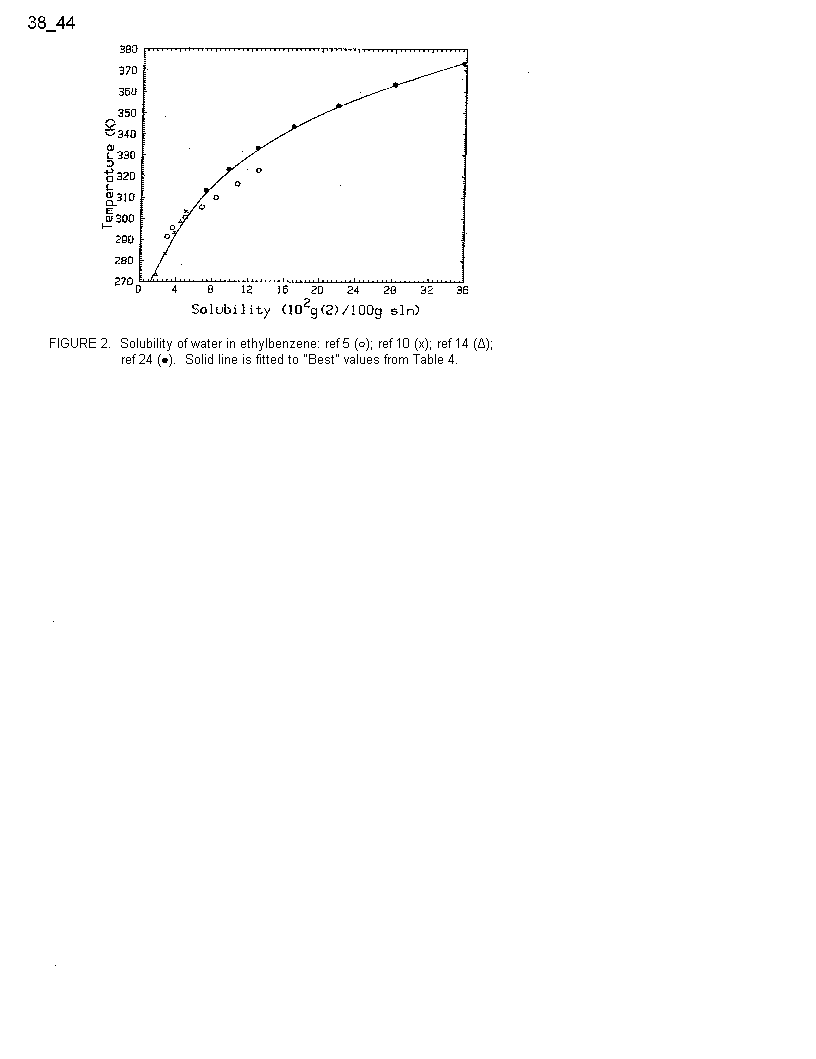 38_44
380
370
360
350
340
330
320
310
300
290
280
270
Temperature (K)
0 4 8 12 16 20 24 28 32 36
Solubility (10²g(2)/100g sln)
FIGURE 2. Solubility of water in ethylbenzene: ref 5 (o); ref 10 (x); ref 14 (Δ);
ref 24 (●). Solid line is fitted to "Best" values from Table 4.